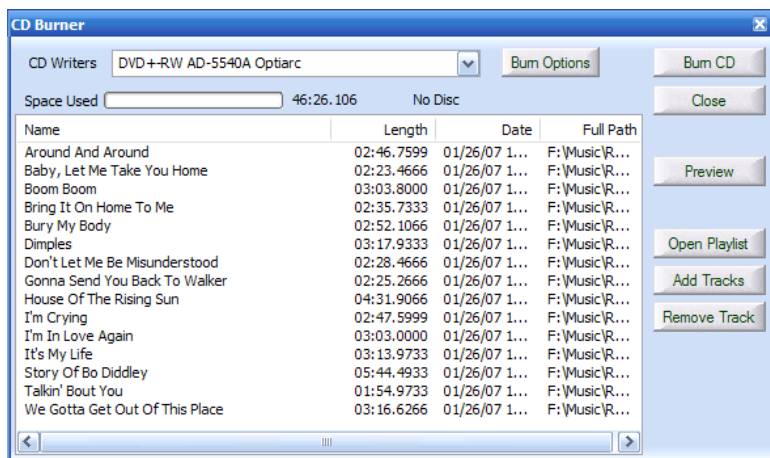 CD Burner
CD Writers DVD+-RW AD-5540A Optiarc Burn Options Burn CD
Space Used 46:26.106 No Disc Close
Name Length Date Full Path
Around And Around 02:46.7599 01/26/07 1... F:\Music\R...
Baby, Let Me Take You Home 02:23.4666 01/26/07 1... F:\Music\R... Preview
Boom Boom 03:03.8000 01/26/07 1... F:\Music\R...
Bring It On Home To Me 02:35.7333 01/26/07 1... F:\Music\R...
Bury My Body 02:52.1066 01/26/07 1... F:\Music\R...
Dimples 03:17.9333 01/26/07 1... F:\Music\R... Open Playlist
Don't Let Me Be Misunderstood 02:28.4666 01/26/07 1... F:\Music\R...
Gonna Send You Back To Walker 02:25.2666 01/26/07 1... F:\Music\R... Add Tracks
House Of The Rising Sun 04:31.9066 01/26/07 1... F:\Music\R...
I'm Crying 02:47.5999 01/26/07 1... F:\Music\R... Remove Track
I'm In Love Again 03:03.0000 01/26/07 1... F:\Music\R...
It's My Life 03:13.9733 01/26/07 1... F:\Music\R...
Story Of Bo Diddley 05:44.4933 01/26/07 1... F:\Music\R...
Talkin' Bout You 01:54.9733 01/26/07 1... F:\Music\R...
We Gotta Get Out Of This Place 03:16.6266 01/26/07 1... F:\Music\R...